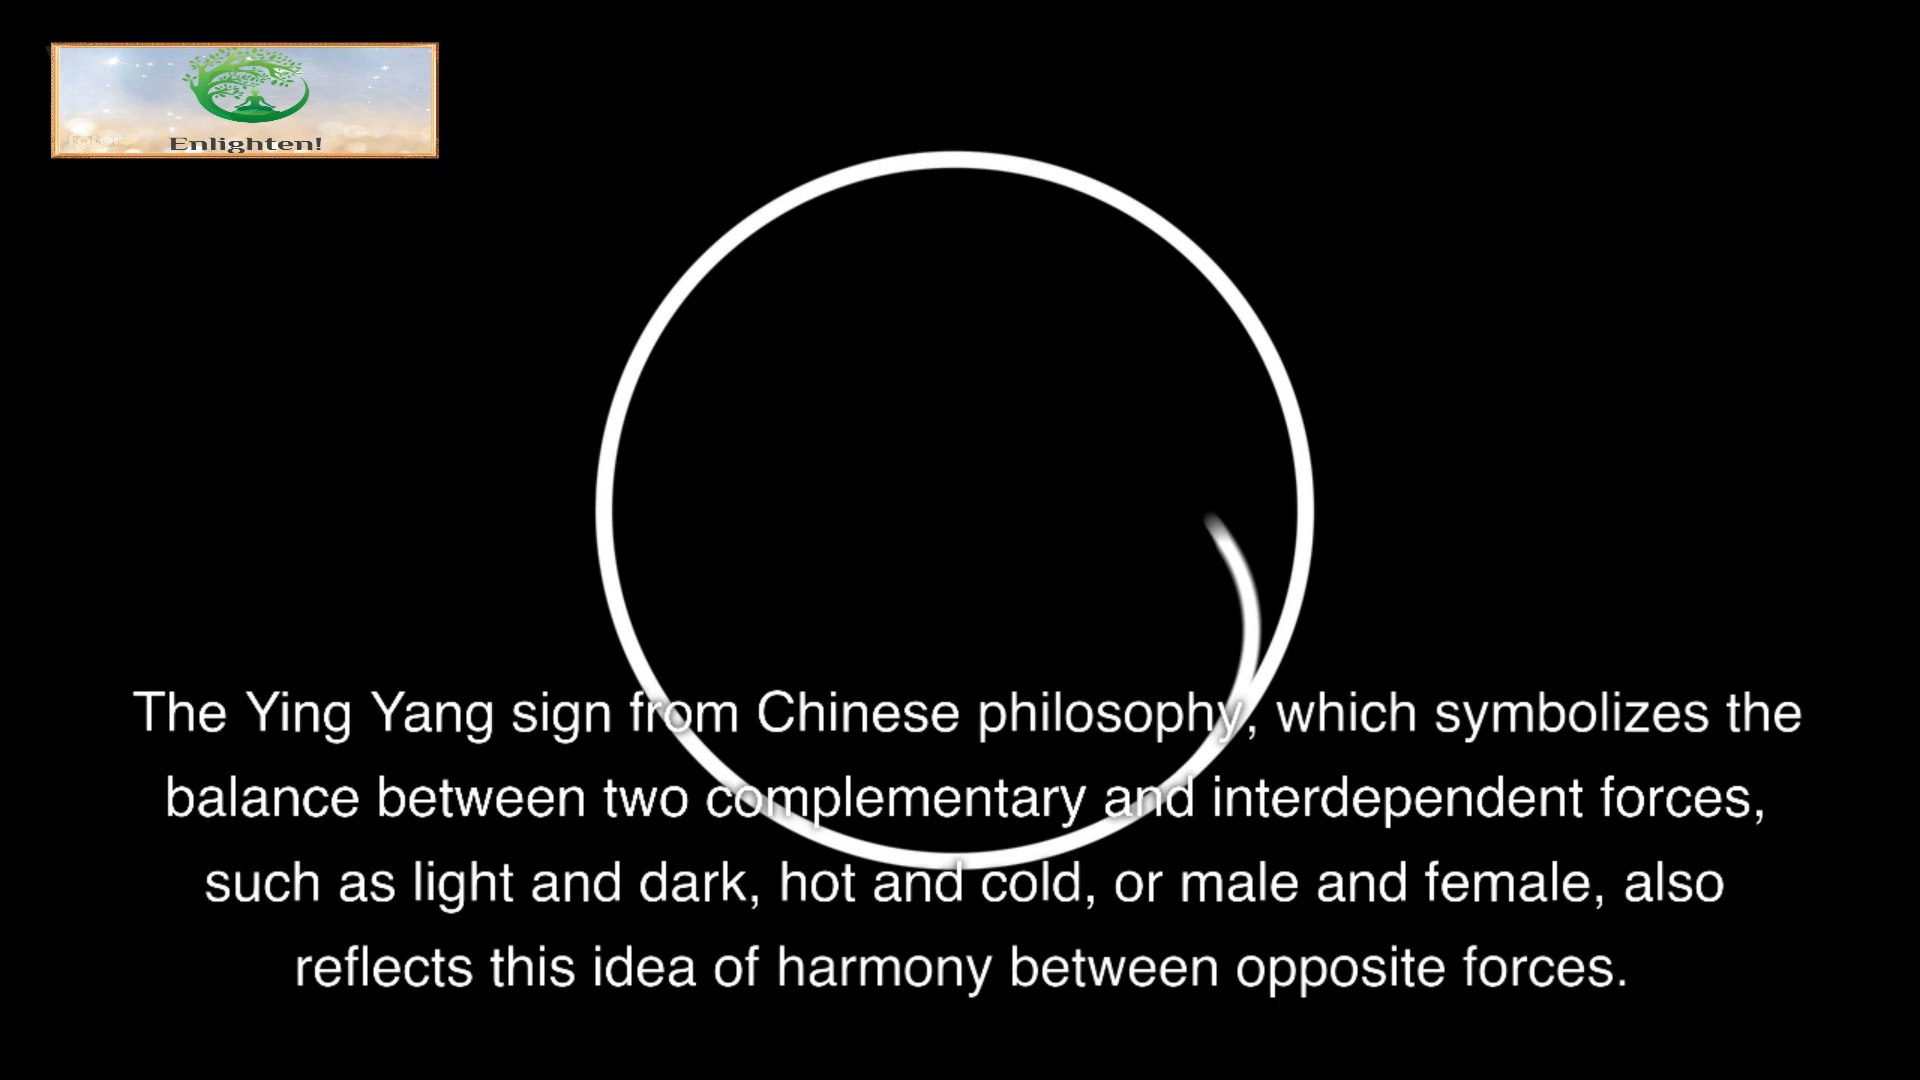 Enlighten!
The Ying Yang sign from Chinese philosophy, which symbolizes the
balance between two complementary and interdependent forces,
such as light and dark, hot and cold, or male and female, also
reflects this idea of harmony between opposite forces.